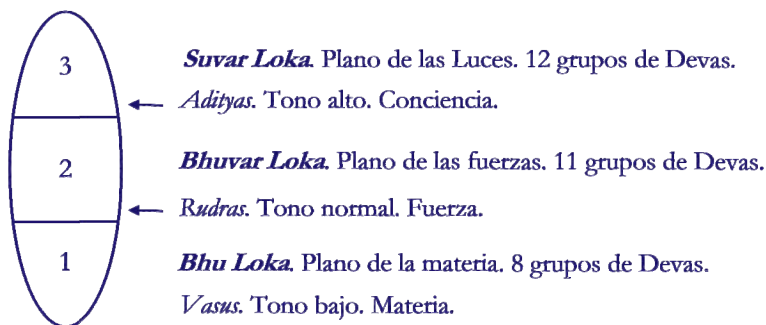 3
Suvar Loka. Plano de las Luces. 12 grupos de Devas.
Adityas. Tono alto. Conciencia.
2
Bhuvar Loka. Plano de las fuerzas. 11 grupos de Devas.
Rudras. Tono normal. Fuerza.
1
Bhu Loka. Plano de la materia. 8 grupos de Devas.
Vasus. Tono bajo. Materia.